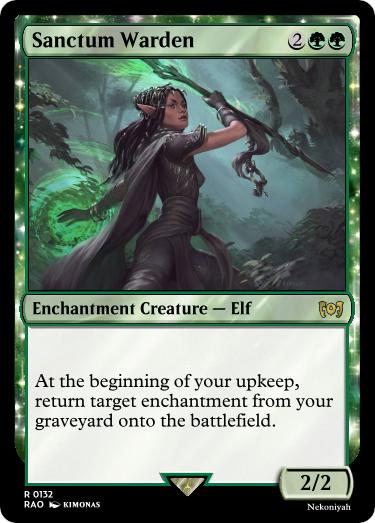 Sanctum Warden 2
Enchantment Creature — Elf
At the beginning of your upkeep,
return target enchantment from your
graveyard onto the battlefield.
2/2
R 0132
RAO KIMONAS
Nekoniyah